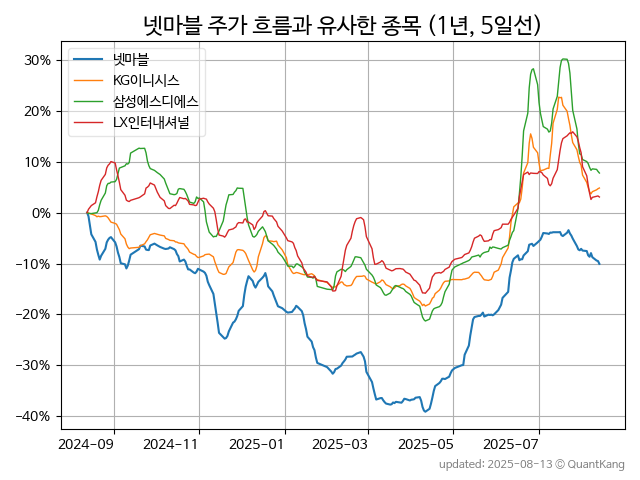 넷마블 주가 흐름과 유사한 종목 (1년, 5일선)
넷마블
KG이니시스
삼성에스디에스
LX인터내셔널
30%
20%
10%
0%
−10%
−20%
−30%
−40%
2024-09 2024-11 2025-01 2025-03 2025-05 2025-07
updated: 2025-08-13 © QuantKang